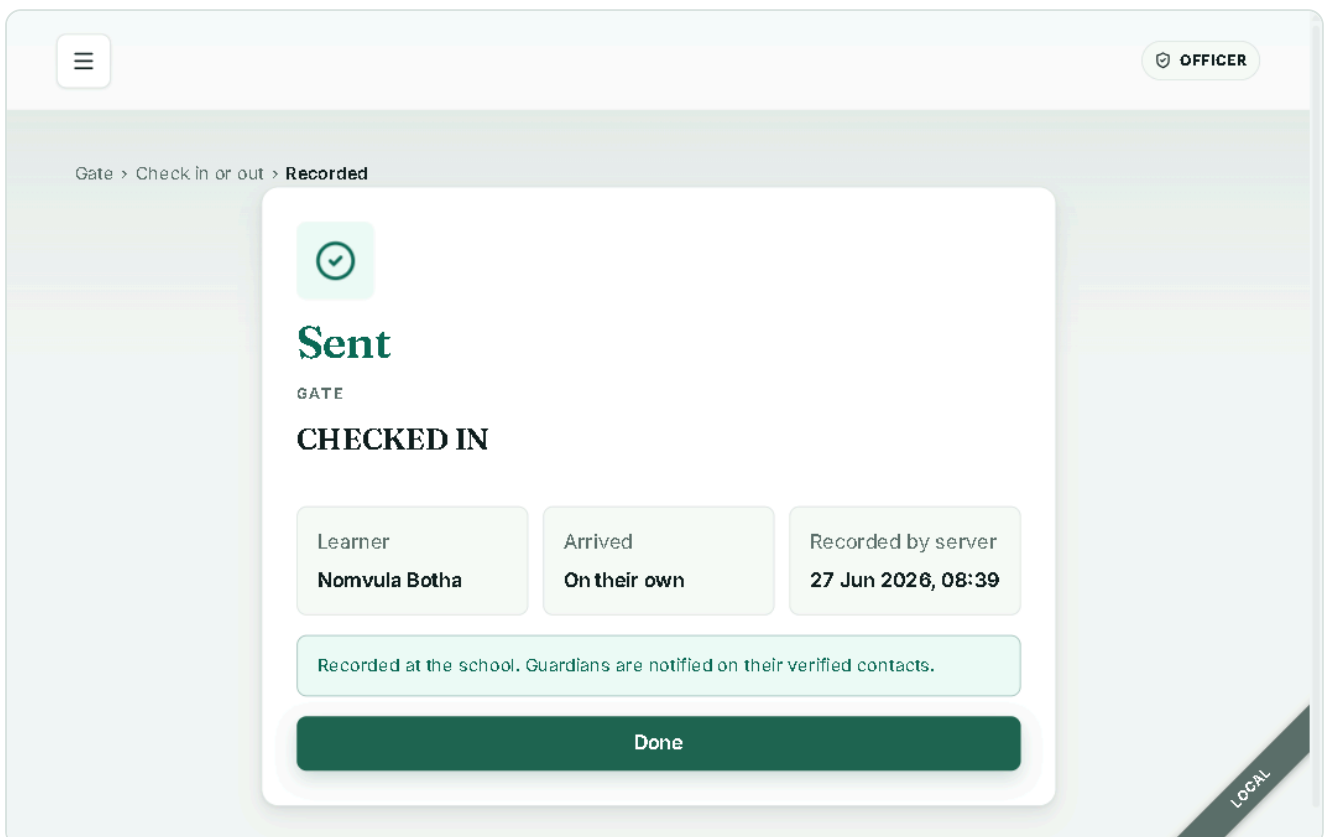 OFFICER
Gate › Check in or out › Recorded
Sent
GATE
CHECKED IN
Learner
Nomvula Botha
Arrived
On their own
Recorded by server
27 Jun 2026, 08:39
Recorded at the school. Guardians are notified on their verified contacts.
Done
LOCAL